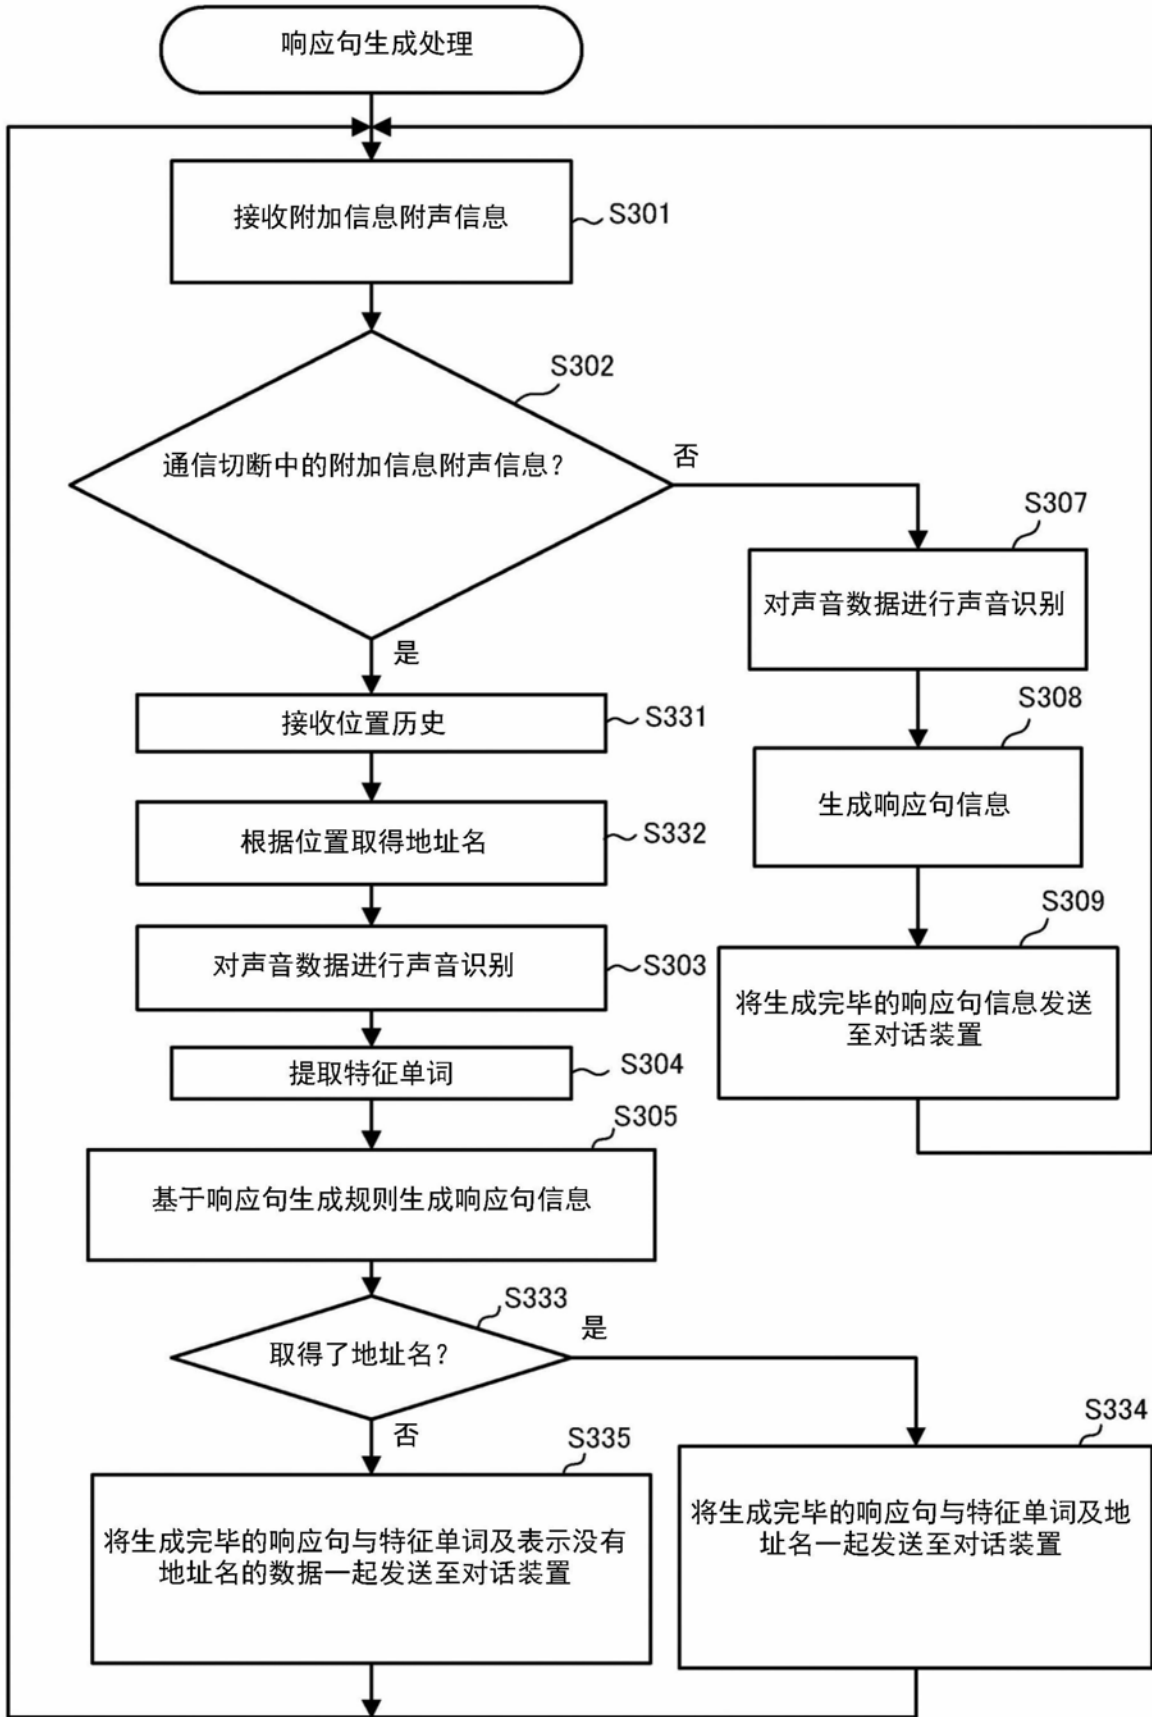 响应句生成处理
接收附加信息附声信息
S301
S302
通信切断中的附加信息附声信息?
否
是
S307
对声音数据进行声音识别
S308
生成响应句信息
S309
将生成完毕的响应句信息发送
至对话装置
接收位置历史
S331
根据位置取得地址名
S332
对声音数据进行声音识别
S303
提取特征单词
S304
S305
基于响应句生成规则生成响应句信息
S333
取得了地址名?
是
否
S335
将生成完毕的响应句与特征单词及表示没有
地址名的数据一起发送至对话装置
S334
将生成完毕的响应句与特征单词及地
址名一起发送至对话装置